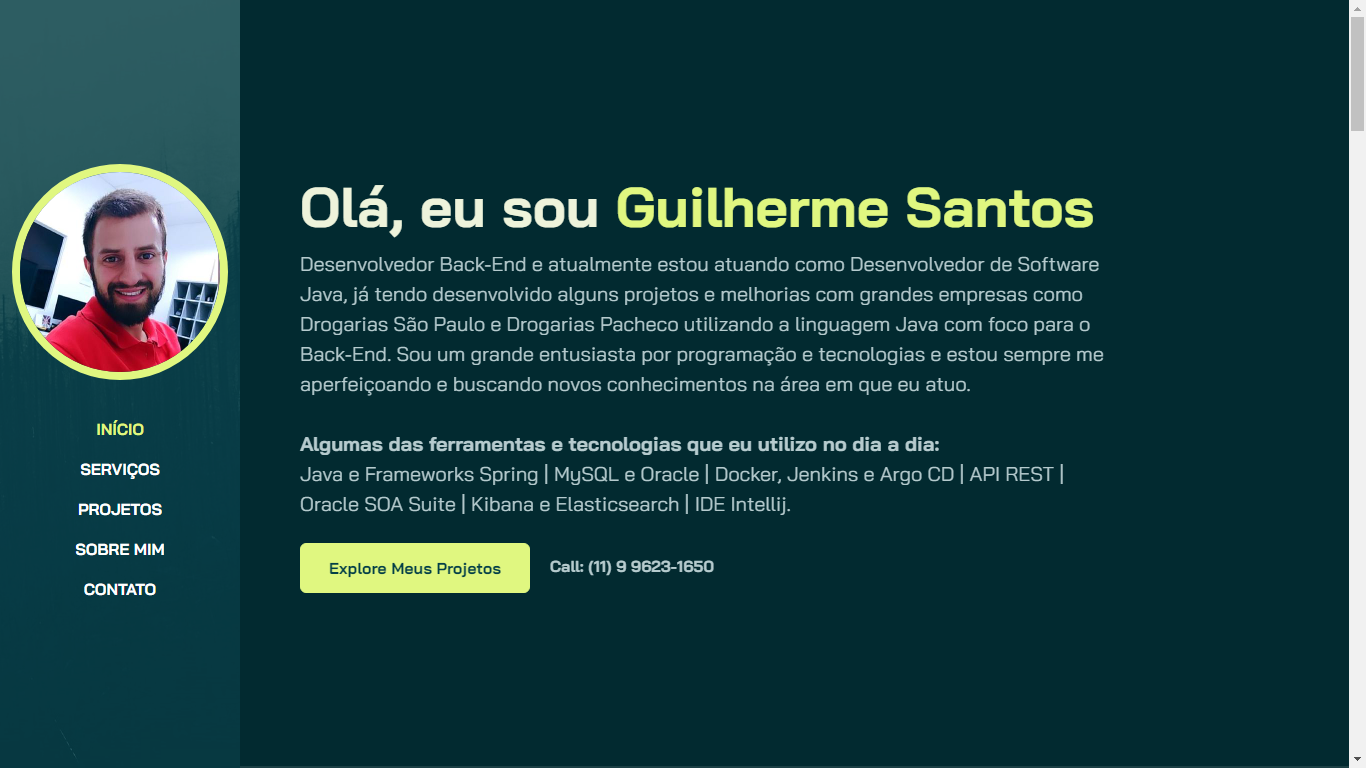 INÍCIO
SERVIÇOS
PROJETOS
SOBRE MIM
CONTATO
Olá, eu sou Guilherme Santos
Desenvolvedor Back-End e atualmente estou atuando como Desenvolvedor de Software
Java, já tendo desenvolvido alguns projetos e melhorias com grandes empresas como
Drogarias São Paulo e Drogarias Pacheco utilizando a linguagem Java com foco para o
Back-End. Sou um grande entusiasta por programação e tecnologias e estou sempre me
aperfeiçoando e buscando novos conhecimentos na área em que eu atuo.
Algumas das ferramentas e tecnologias que eu utilizo no dia a dia:
Java e Frameworks Spring | MySQL e Oracle | Docker, Jenkins e Argo CD | API REST |
Oracle SOA Suite | Kibana e Elasticsearch | IDE Intellij.
Explore Meus Projetos
Call: (11) 9 9623-1650